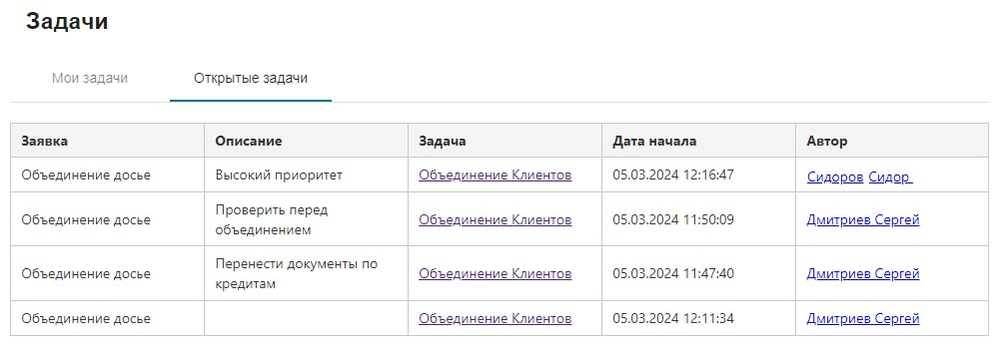 Задачи
Мои задачи Открытые задачи
Заявка Описание Задача Дата начала Автор
Объединение досье Высокий приоритет Объединение Клиентов 05.03.2024 12:16:47 Сидоров Сидор
Объединение досье Проверить перед объединением Объединение Клиентов 05.03.2024 11:50:09 Дмитриев Сергей
Объединение досье Перенести документы по кредитам Объединение Клиентов 05.03.2024 11:47:40 Дмитриев Сергей
Объединение досье Объединение Клиентов 05.03.2024 12:11:34 Дмитриев Сергей